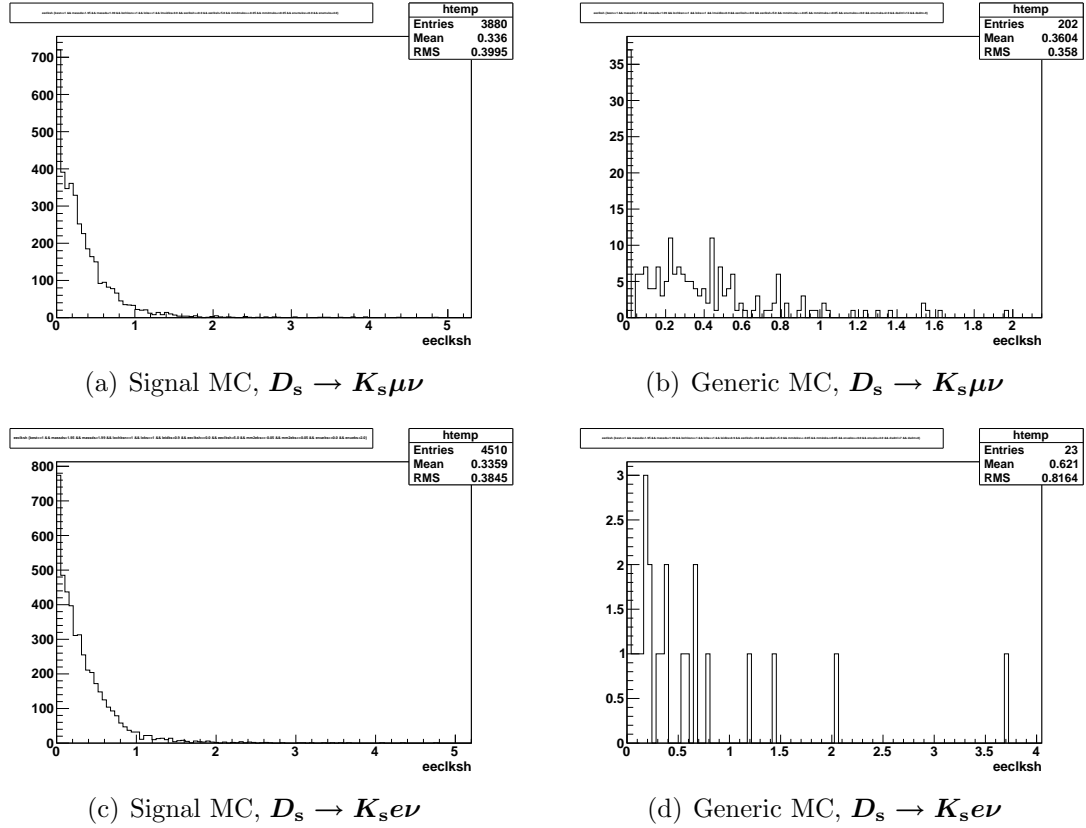 htemp
Entries 3880
Mean 0.336
RMS 0.3995
700
600
500
400
300
200
100
0
0 1 2 3 4 5
eeclksh
(a) Signal MC, Ds → Ksμν
htemp
Entries 202
Mean 0.3604
RMS 0.358
35
30
25
20
15
10
5
0
0 0.2 0.4 0.6 0.8 1 1.2 1.4 1.6 1.8 2
eeclksh
(b) Generic MC, Ds → Ksμν
htemp
Entries 4510
Mean 0.3359
RMS 0.3845
800
700
600
500
400
300
200
100
0
0 1 2 3 4 5
eeclksh
(c) Signal MC, Ds → Kseν
htemp
Entries 23
Mean 0.621
RMS 0.8164
3
2.5
2
1.5
1
0.5
0
0 0.5 1 1.5 2 2.5 3 3.5 4
eeclksh
(d) Generic MC, Ds → Kseν